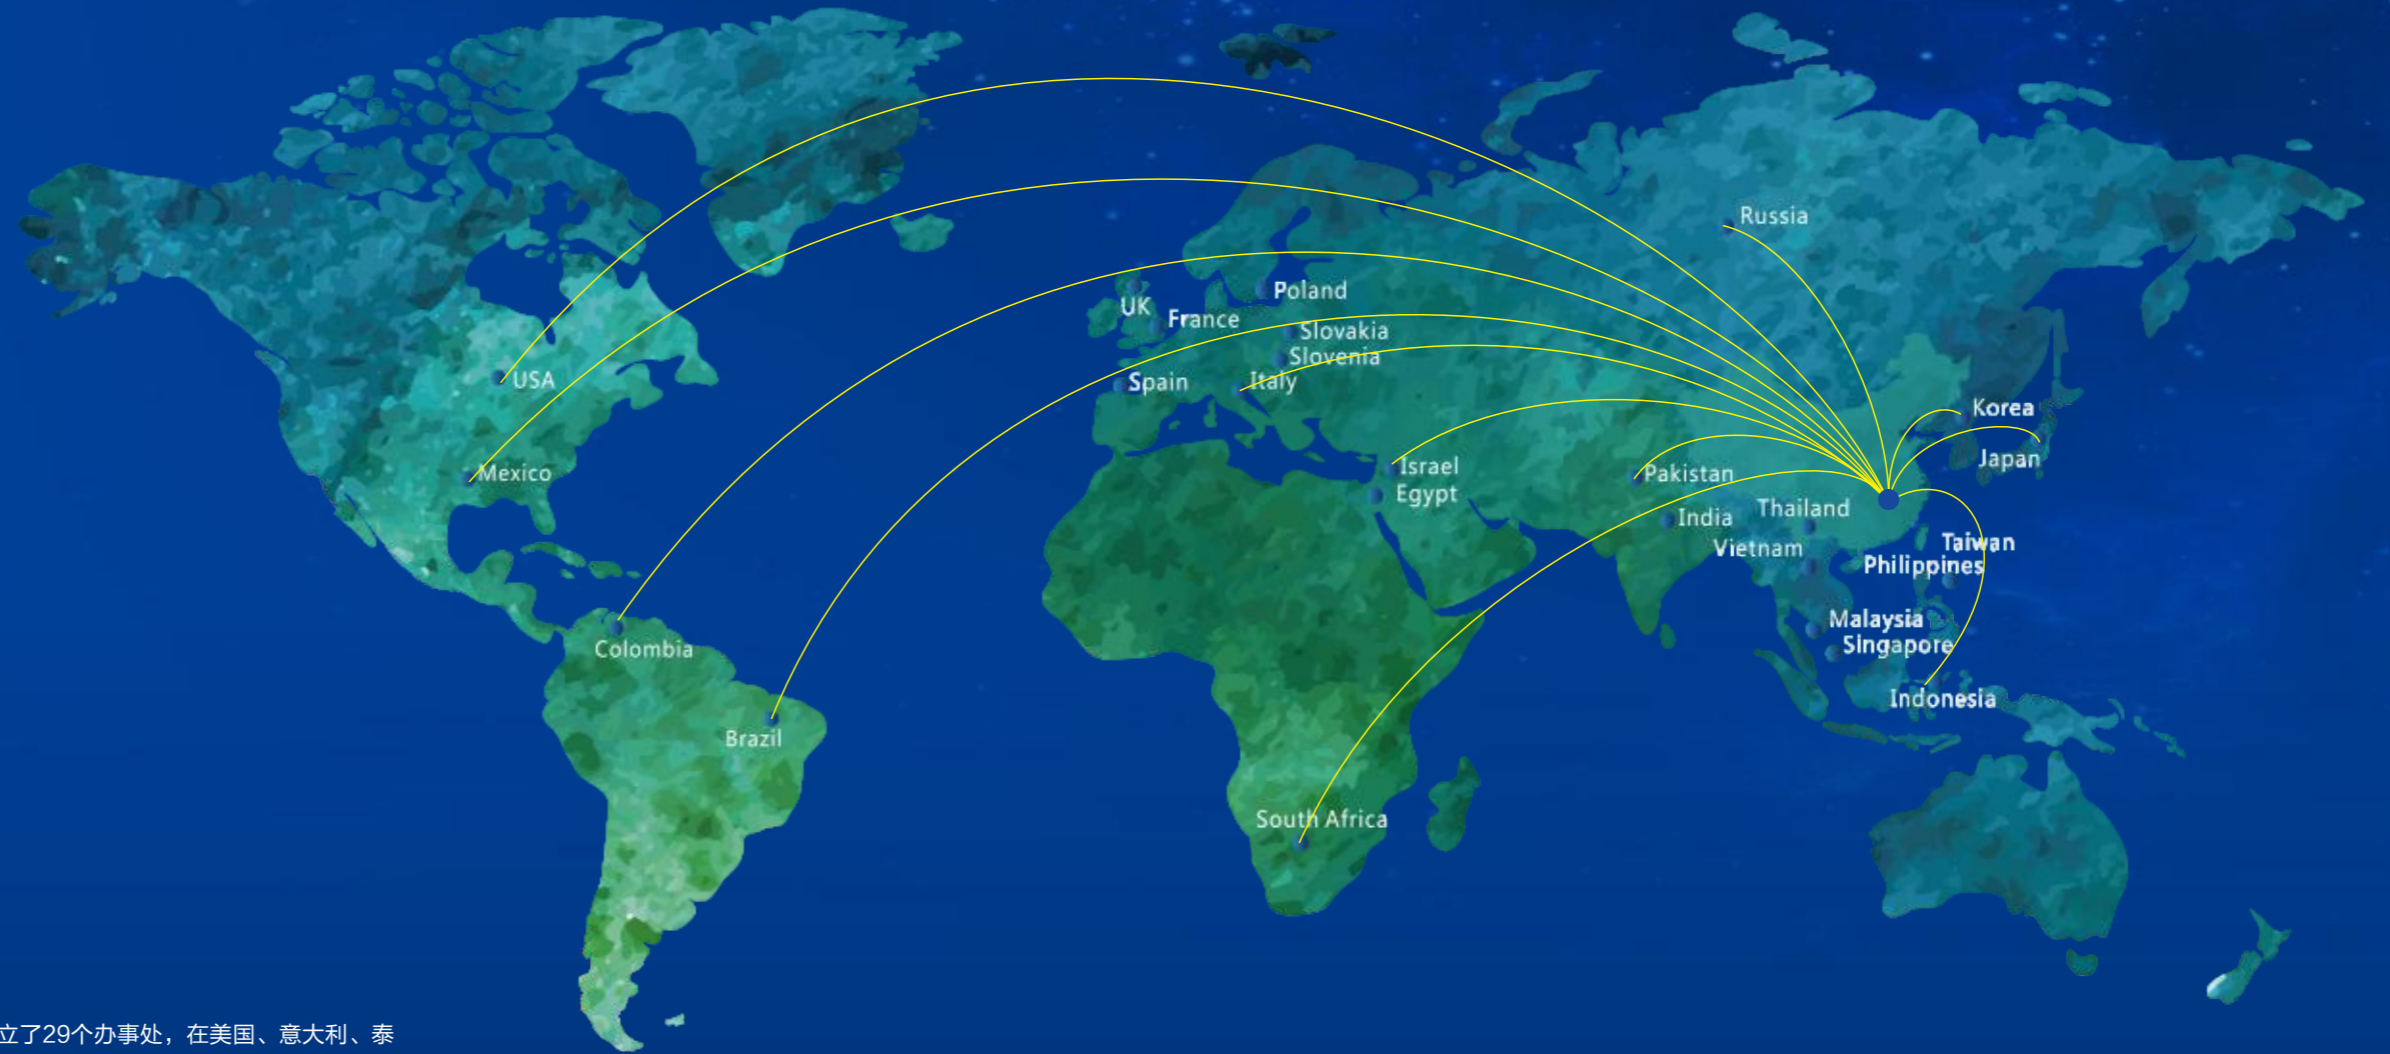 Russia
Poland
UK
France
Slovakia
Slovenia
USA
Spain
Italy
Korea
Japan
Mexico
Israel
Pakistan
Egypt
Thailand
India
Vietnam
Taiwan
Philippines
Malaysia
Singapore
Colombia
Indonesia
Brazil
South Africa
立了29个办事处，在美国、意大利、泰